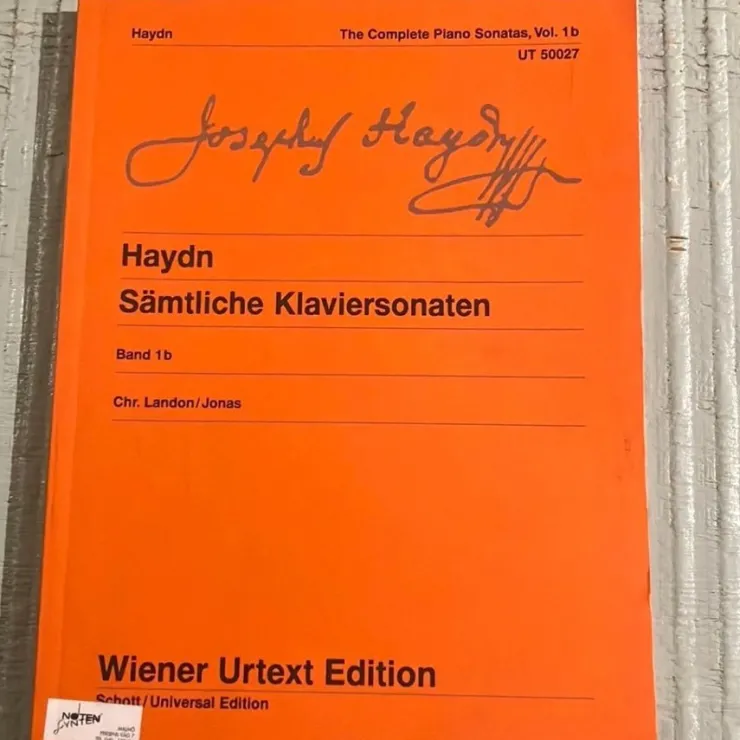 Haydn
The Complete Piano Sonatas, Vol. 1b
UT 50027
Joseph Haydn
Haydn
Sämtliche Klaviersonaten
Band 1b
Chr. Landon/Jonas
Wiener Urtext Edition
Schott/Universal Edition
NOTEN